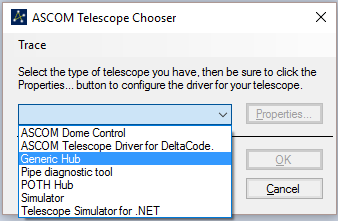 ASCOM Telescope Chooser
Trace
Select the type of telescope you have, then be sure to click the
Properties... button to configure the driver for your telescope.
Properties...
ASCOM Dome Control
ASCOM Telescope Driver for DeltaCode.
Generic Hub
Pipe diagnostic tool
POTH Hub
Simulator
Telescope Simulator for .NET
OK
Cancel